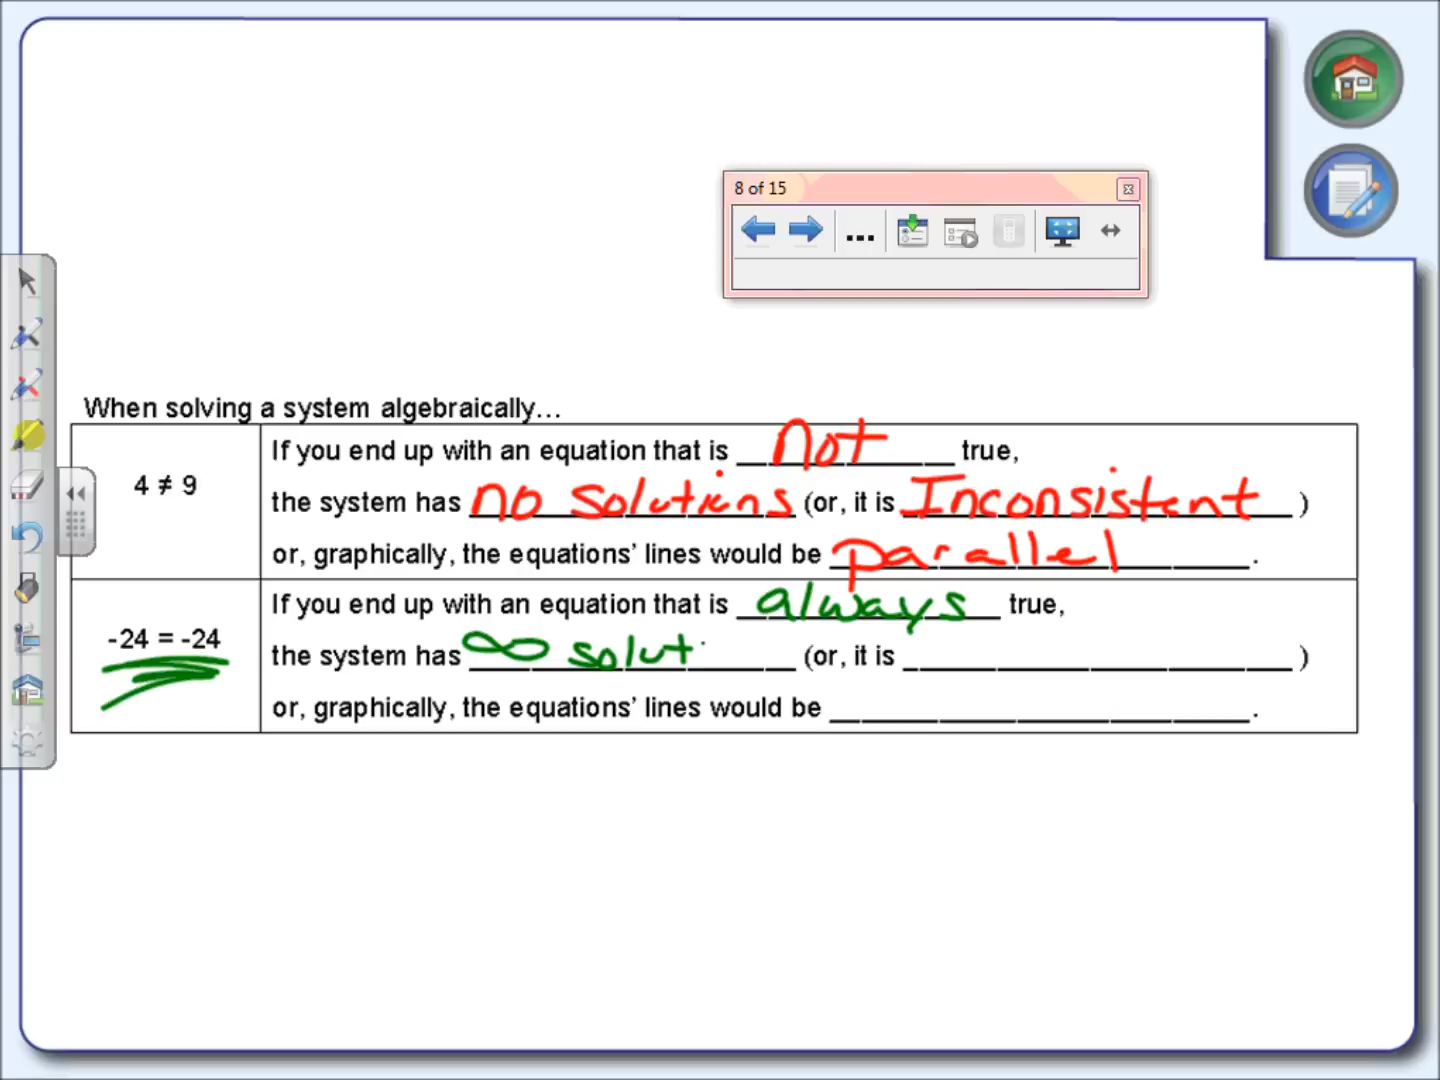 8 of 15
When solving a system algebraically...
4 ≠ 9
If you end up with an equation that is not true,
the system has no solutions (or, it is Inconsistent )
or, graphically, the equations' lines would be parallel .
-24 = -24
If you end up with an equation that is always true,
the system has ∞ solut (or, it is ____ )
or, graphically, the equations' lines would be ____ .